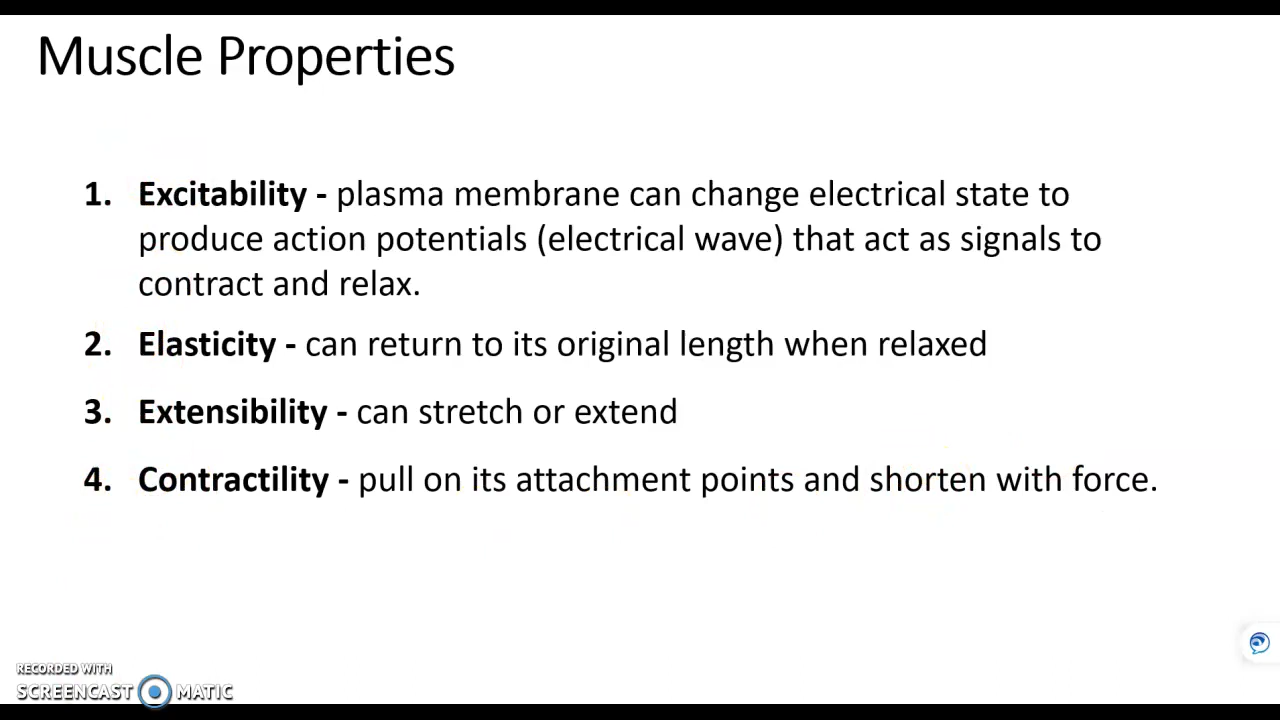 Muscle Properties
1. Excitability - plasma membrane can change electrical state to
produce action potentials (electrical wave) that act as signals to
contract and relax.
2. Elasticity - can return to its original length when relaxed
3. Extensibility - can stretch or extend
4. Contractility - pull on its attachment points and shorten with force.
RECORDED WITH
SCREENCAST MATIC